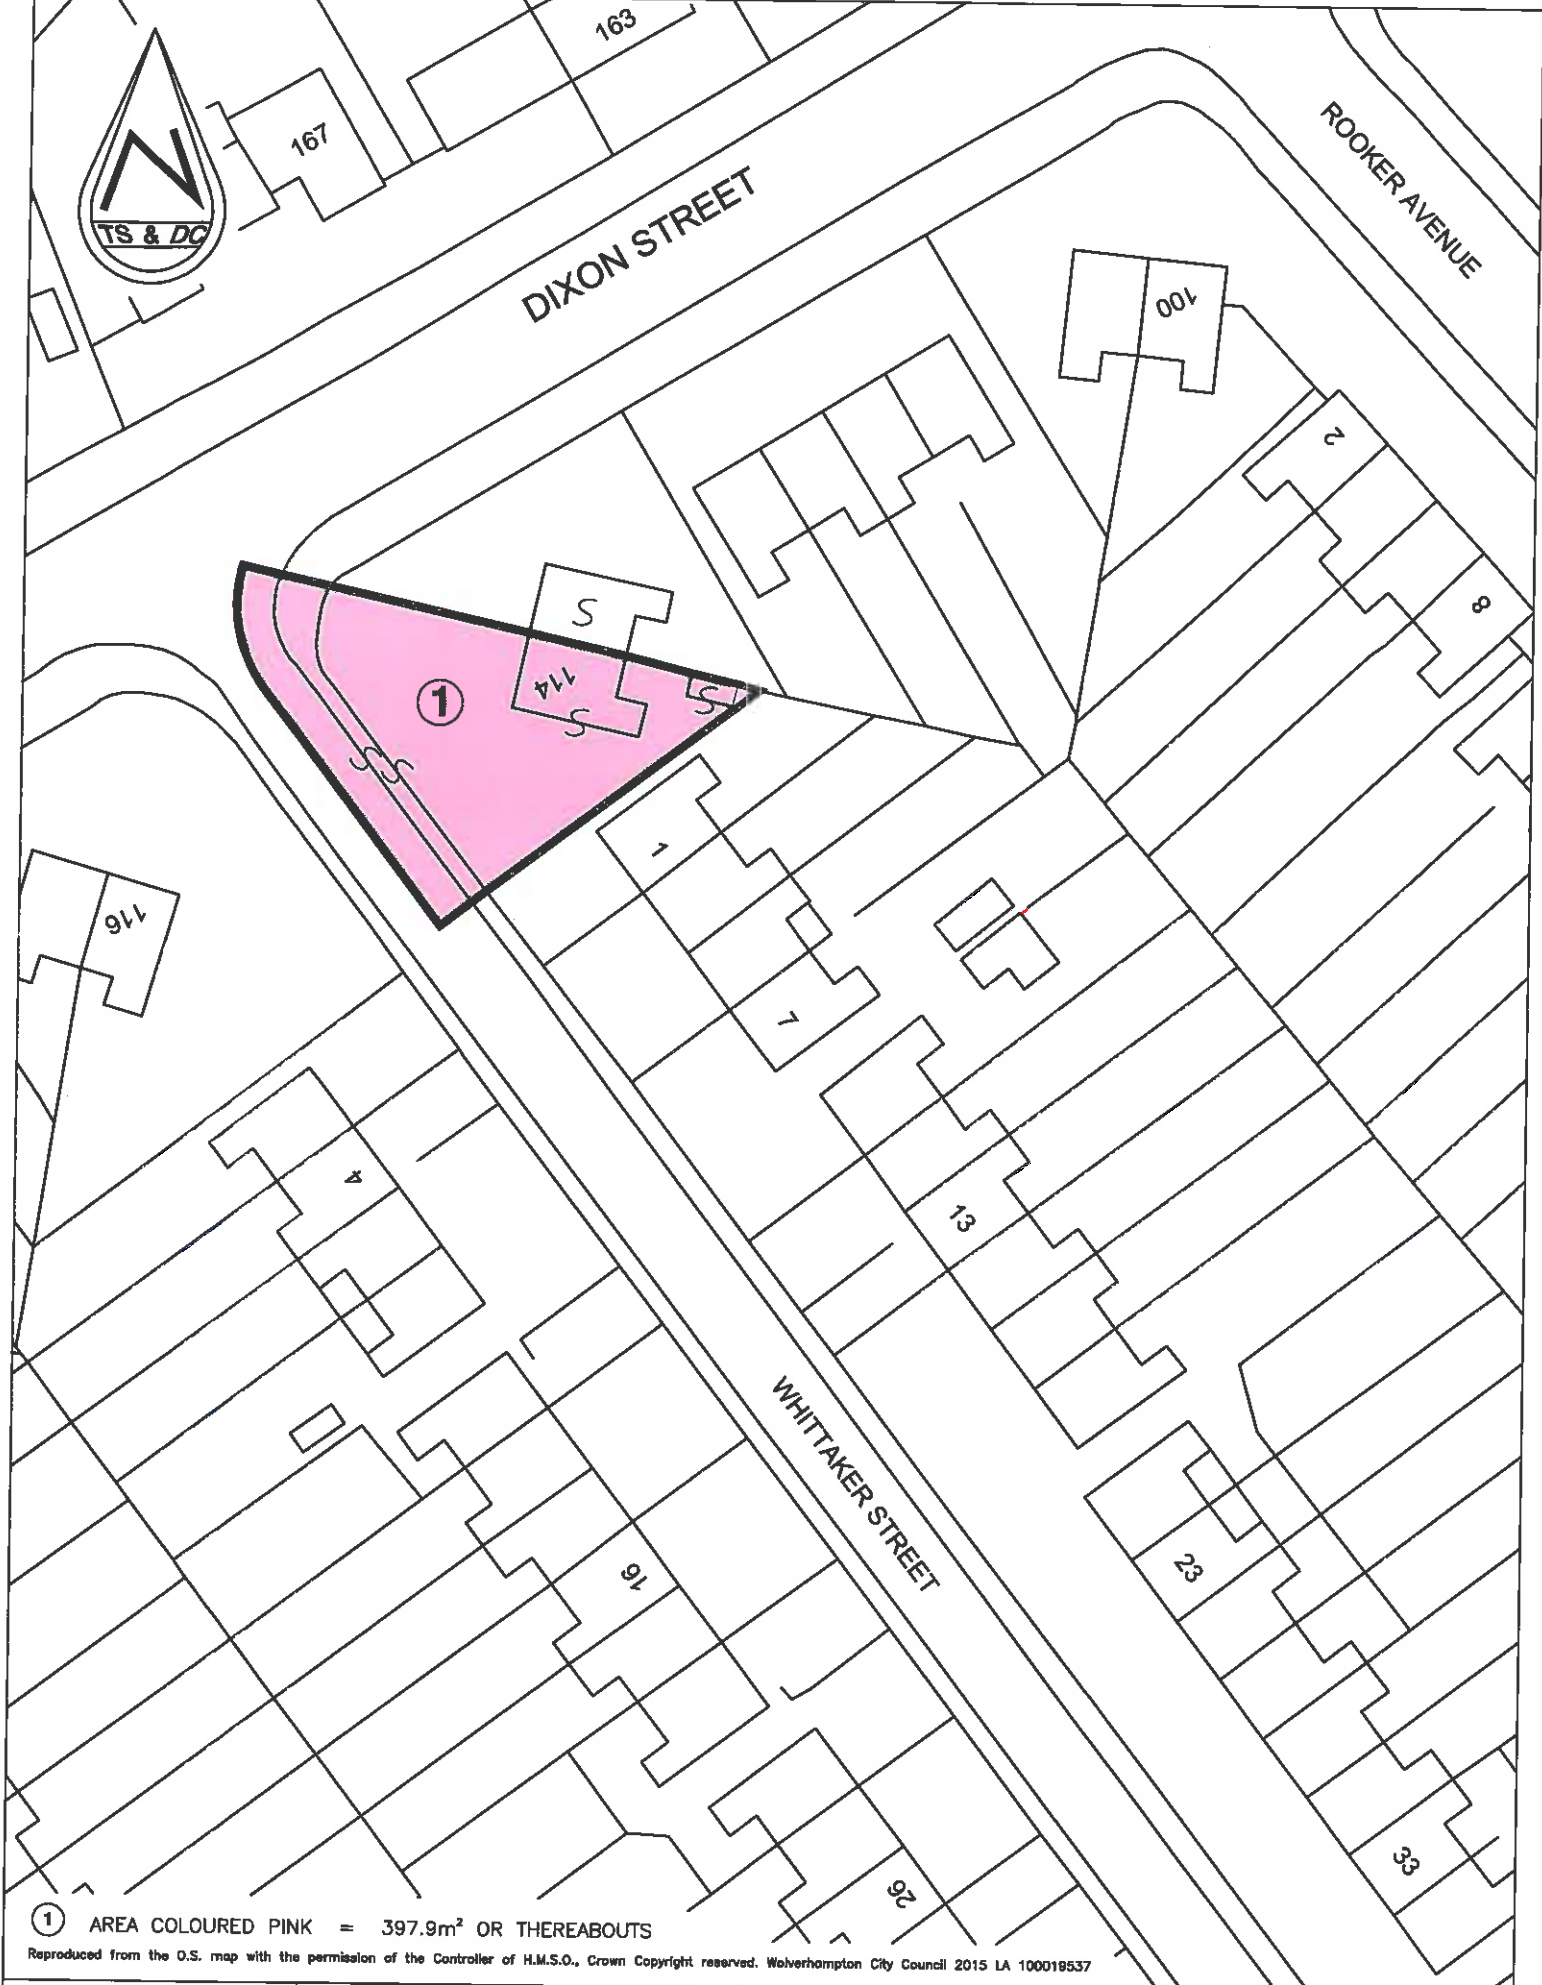 163
167
N
TS & DC
DIXON STREET
ROOKER AVENUE
100
2
8
S
114
S
S
1
SS
116
1
7
4
13
WHITTAKER STREET
16
23
26
33
1 AREA COLOURED PINK = 397.9m² OR THEREABOUTS
Reproduced from the O.S. map with the permission of the Controller of H.M.S.O., Crown Copyright reserved. Wolverhampton City Council 2015 LA 100019537